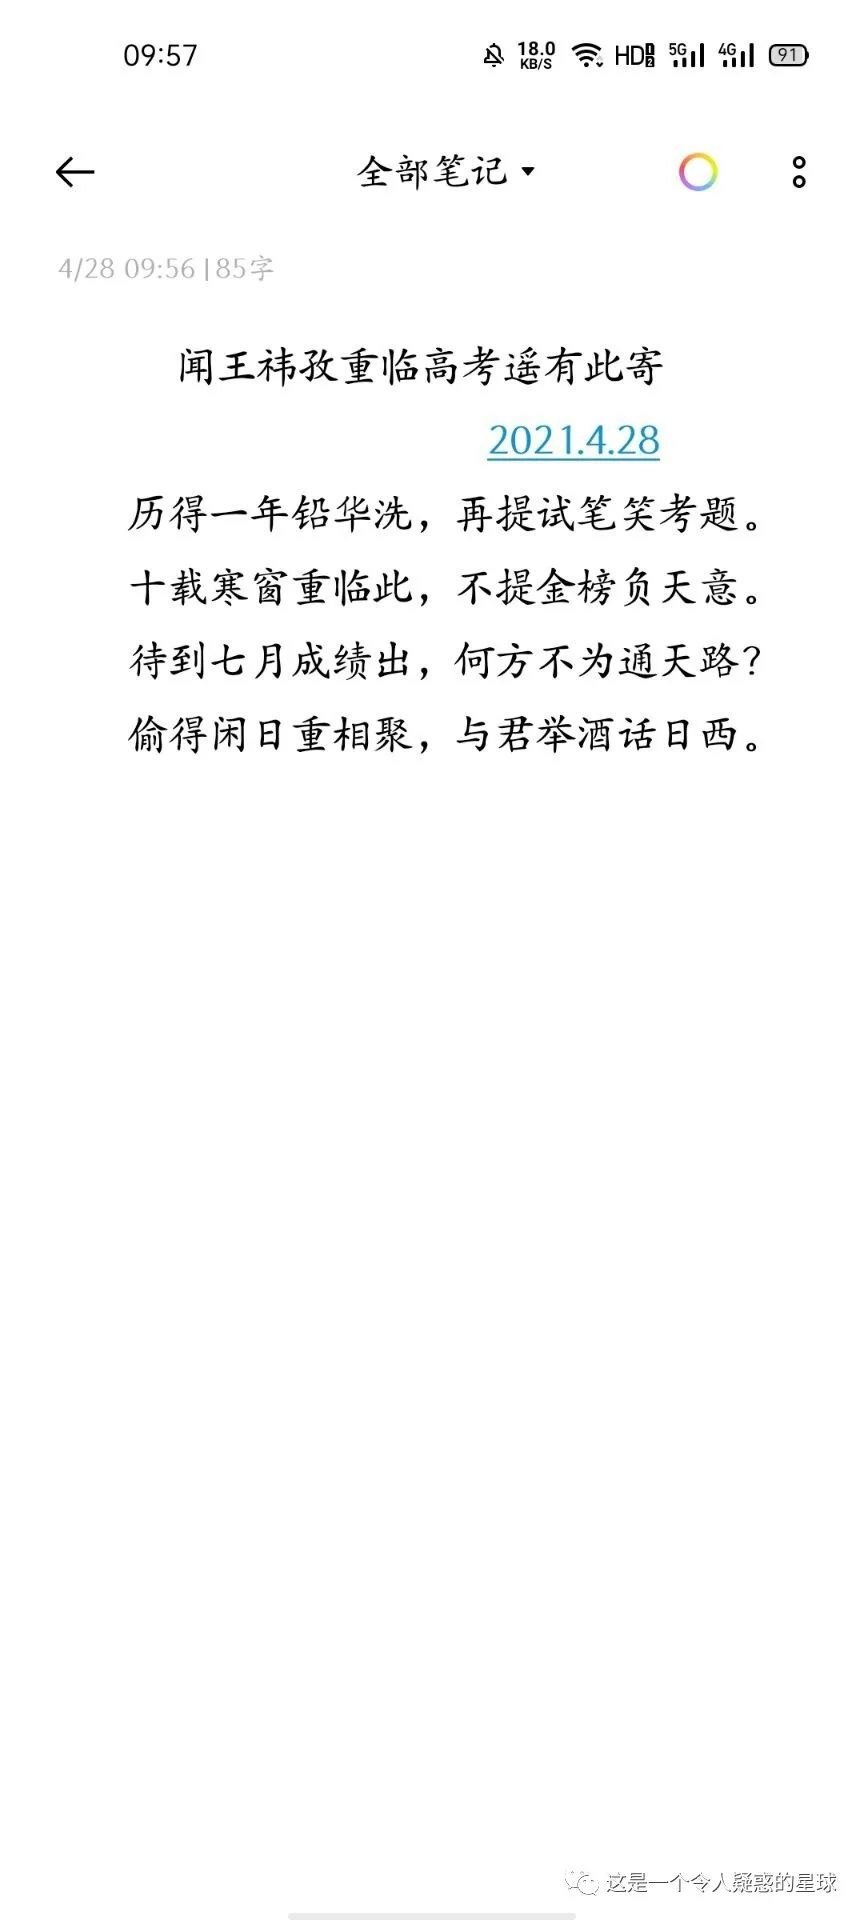 09:57 18.0 KB/S HD 1 2 5G 4G 91
全部笔记
4/28 09:56 | 85字
闻王祎孜重临高考遥有此寄
2021.4.28
历得一年铅华洗，再提试笔笑考题。
十载寒窗重临此，不提金榜负天意。
待到七月成绩出，何方不为通天路？
偷得闲日重相聚，与君举酒话日西。
这是一个令人疑惑的星球